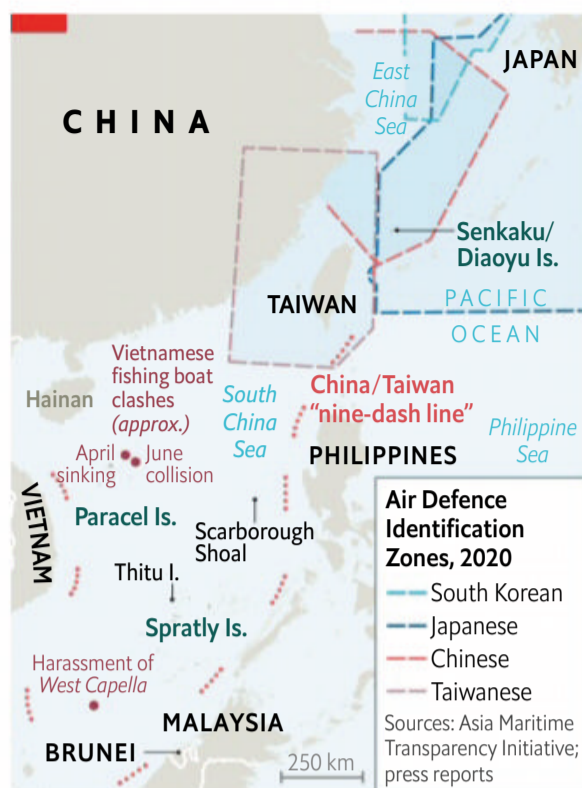 JAPAN
East
China
Sea
CHINA
Senkaku/
Diaoyu Is.
TAIWAN
PACIFIC
OCEAN
Vietnamese
fishing boat
clashes
(approx.)
Hainan
South
China
Sea
China/Taiwan
“nine-dash line”
April
sinking
June
collision
PHILIPPINES
Philippine
Sea
VIETNAM
Paracel Is.
Scarborough
Shoal
Thitu I.
Spratly Is.
Harassment of
West Capella
MALAYSIA
BRUNEI
250 km
Air Defence
Identification
Zones, 2020
South Korean
Japanese
Chinese
Taiwanese
Sources: Asia Maritime
Transparency Initiative;
press reports